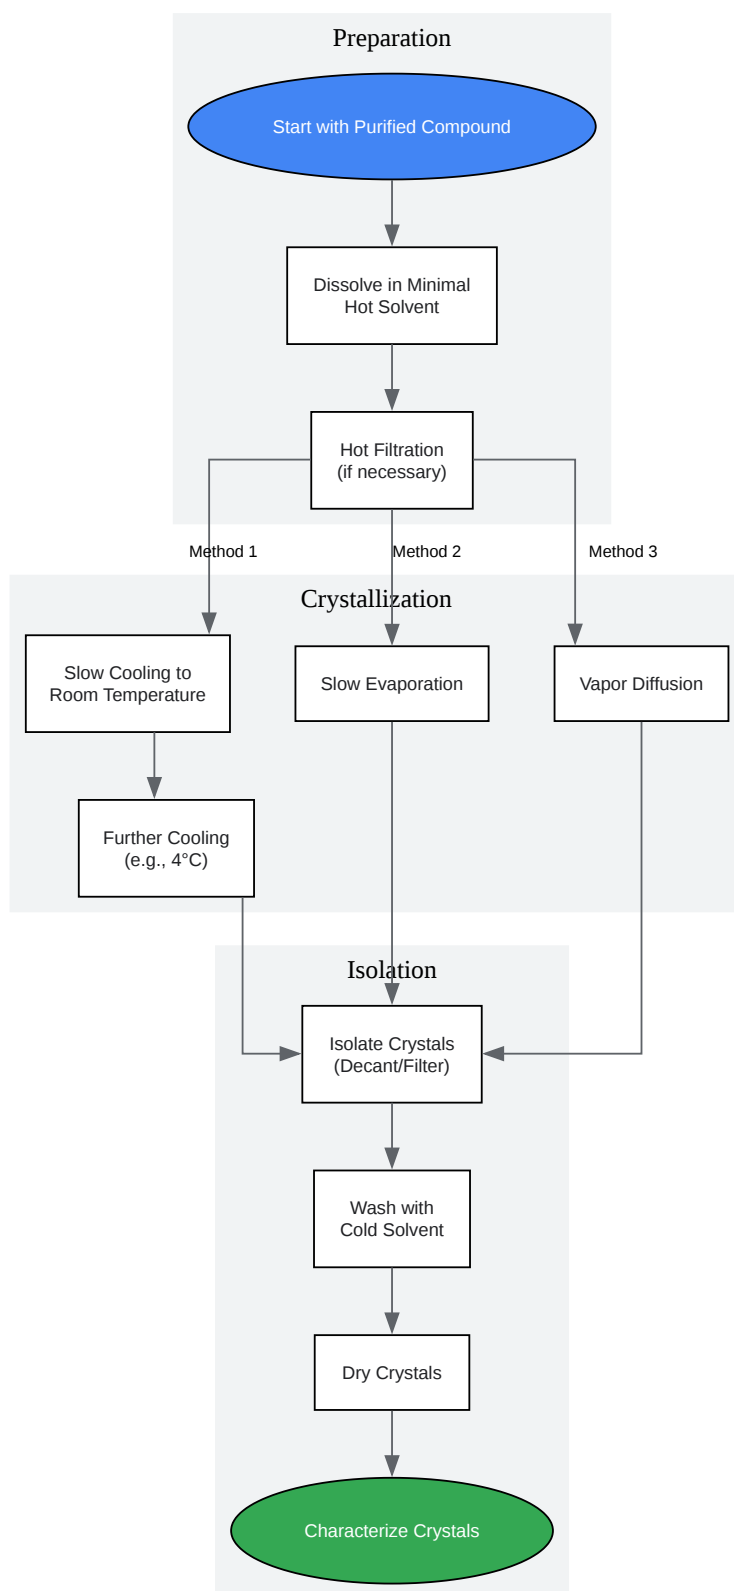 Preparation
Start with Purified Compound
Dissolve in Minimal
Hot Solvent
Hot Filtration
(if necessary)
Method 1
Method 2
Method 3
Crystallization
Slow Cooling to
Room Temperature
Slow Evaporation
Vapor Diffusion
Further Cooling
(e.g., 4°C)
Isolation
Isolate Crystals
(Decant/Filter)
Wash with
Cold Solvent
Dry Crystals
Characterize Crystals